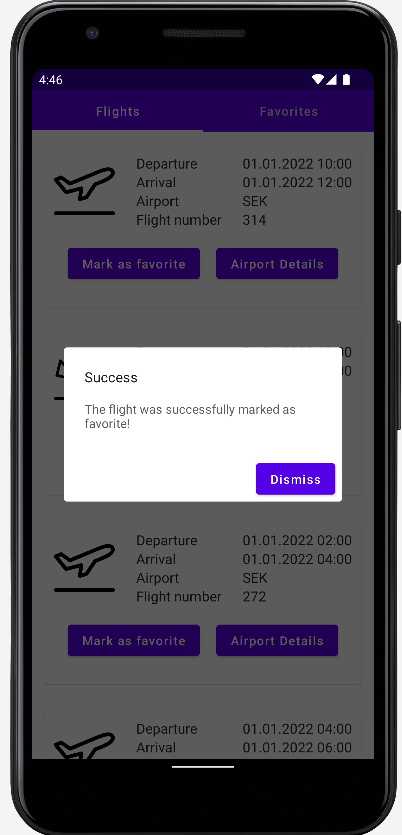 4:46
Flights Favorites
Departure 01.01.2022 10:00
Arrival 01.01.2022 12:00
Airport SEK
Flight number 314
Mark as favorite Airport Details
Success
The flight was successfully marked as
favorite!
Dismiss
Departure 01.01.2022 02:00
Arrival 01.01.2022 04:00
Airport SEK
Flight number 272
Mark as favorite Airport Details
Departure 01.01.2022 04:00
Arrival 01.01.2022 06:00